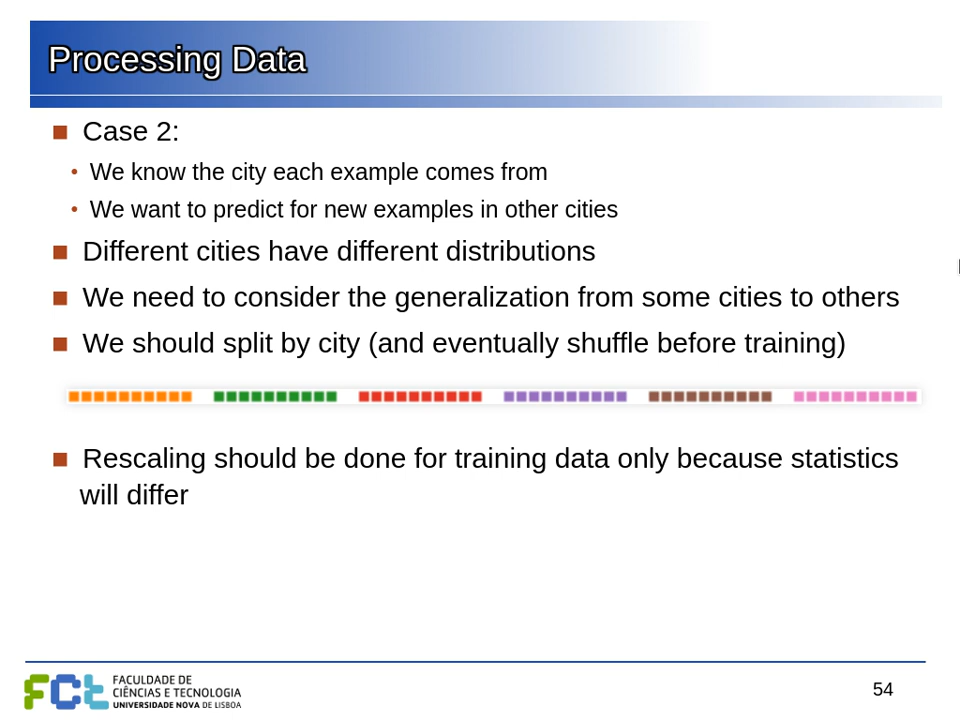 Processing Data
Case 2:
We know the city each example comes from
We want to predict for new examples in other cities
Different cities have different distributions
We need to consider the generalization from some cities to others
We should split by city (and eventually shuffle before training)
Rescaling should be done for training data only because statistics
will differ
FCt
FACULDADE DE
CIÊNCIAS E TECNOLOGIA
UNIVERSIDADE NOVA DE LISBOA
54